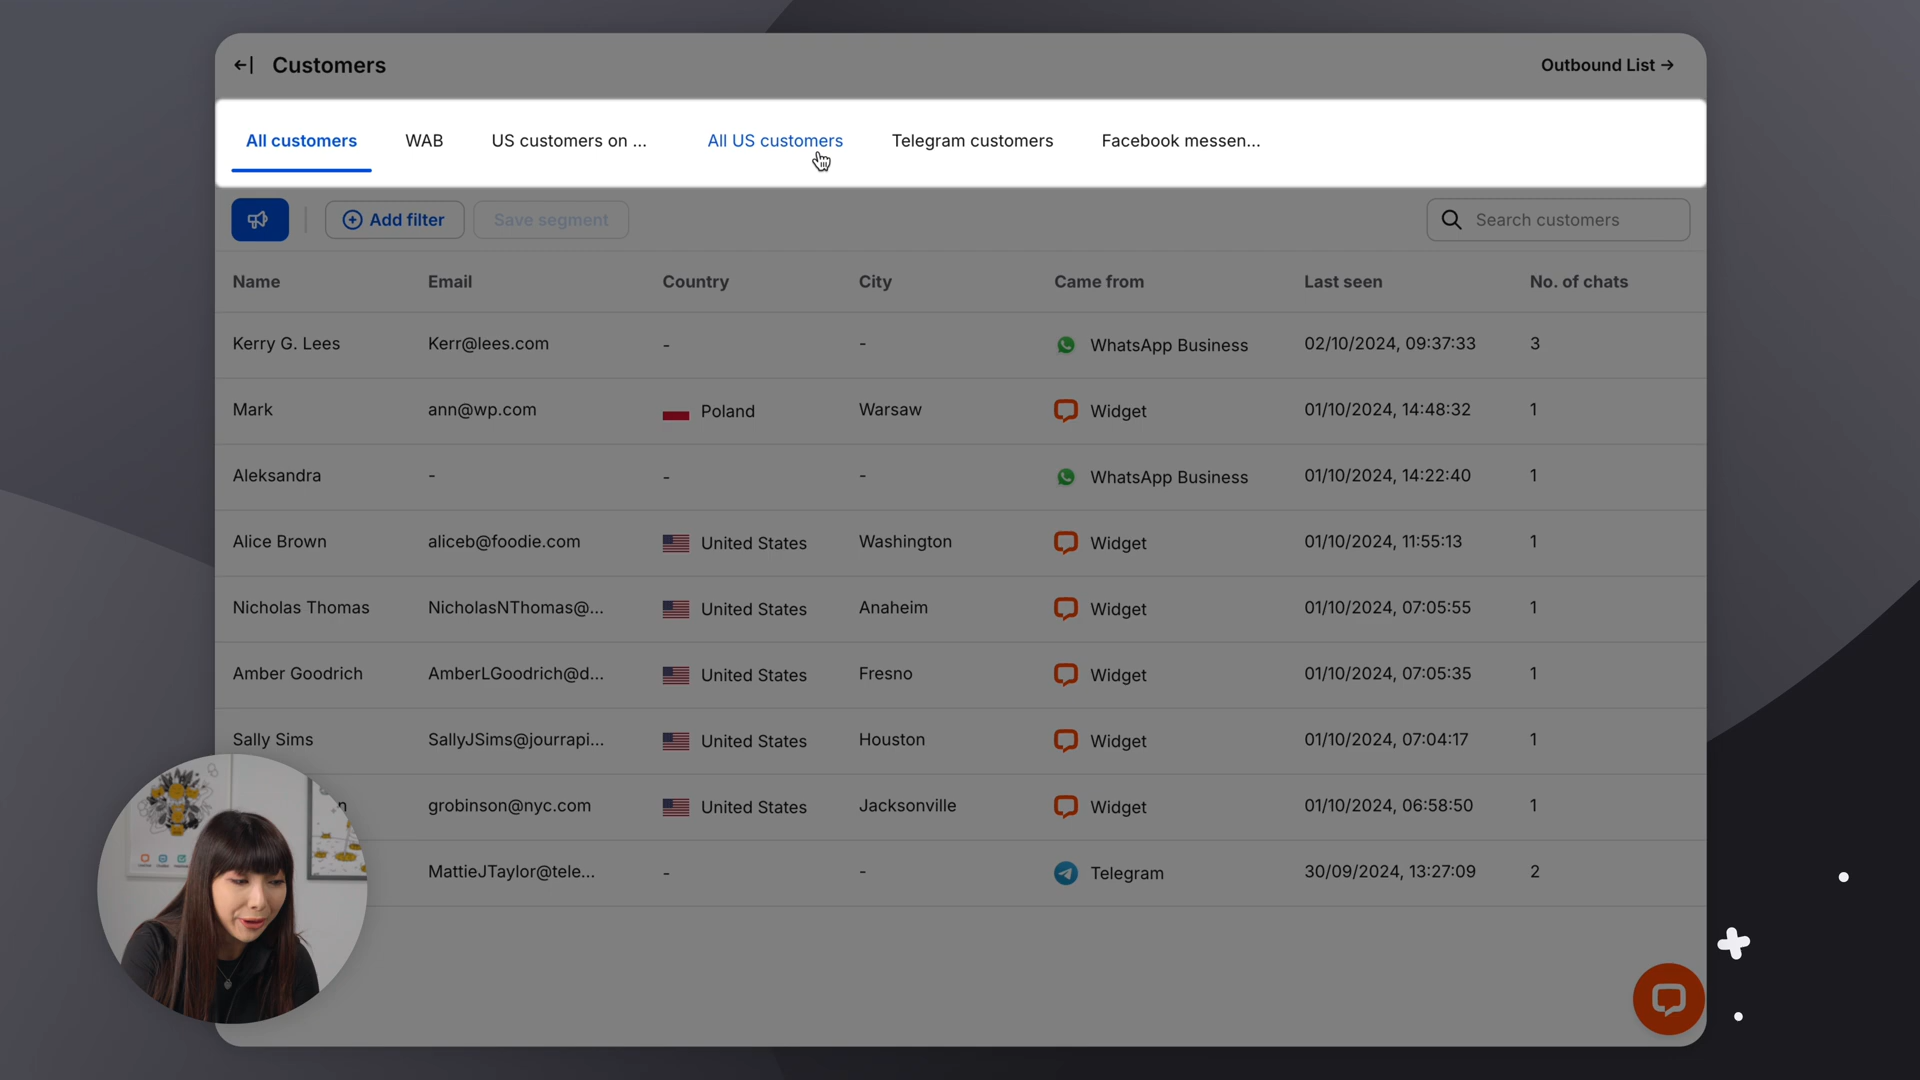 Customers
Outbound List →
All customers WAB US customers on ... All US customers Telegram customers Facebook messen...
Add filter Save segment Search customers
Name Email Country City Came from Last seen No. of chats
Kerry G. Lees Kerr@lees.com - - WhatsApp Business 02/10/2024, 09:37:33 3
Mark ann@wp.com Poland Warsaw Widget 01/10/2024, 14:48:32 1
Aleksandra - - - WhatsApp Business 01/10/2024, 14:22:40 1
Alice Brown aliceb@foodie.com United States Washington Widget 01/10/2024, 11:55:13 1
Nicholas Thomas NicholasNThomas@... United States Anaheim Widget 01/10/2024, 07:05:55 1
Amber Goodrich AmberLGoodrich@d... United States Fresno Widget 01/10/2024, 07:05:35 1
Sally Sims SallyJSims@jourrapi... United States Houston Widget 01/10/2024, 07:04:17 1
grobinson@nyc.com United States Jacksonville Widget 01/10/2024, 06:58:50 1
MattieJTaylor@tele... - - Telegram 30/09/2024, 13:27:09 2